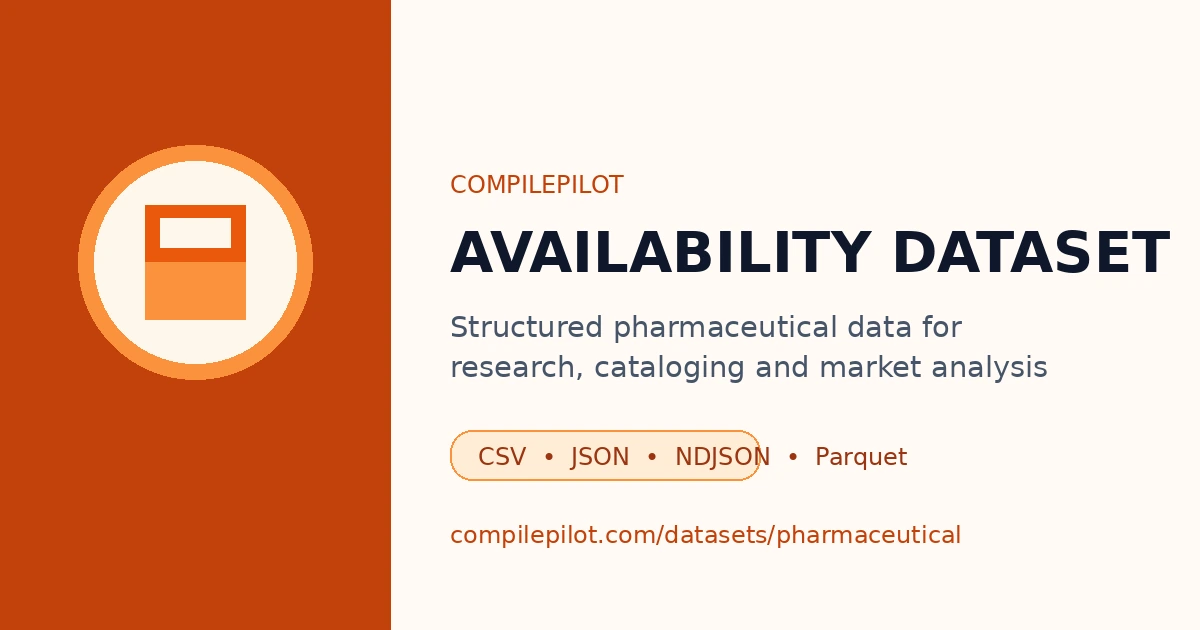 COMPILEPILOT
AVAILABILITY DATASET
Structured pharmaceutical data for
research, cataloging and market analysis
CSV • JSON • NDJSON • Parquet
compilepilot.com/datasets/pharmaceutical